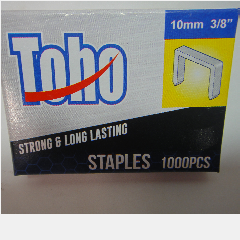 10mm 3/8"
Toho
STRONG & LONG LASTING
STAPLES 1000PCS